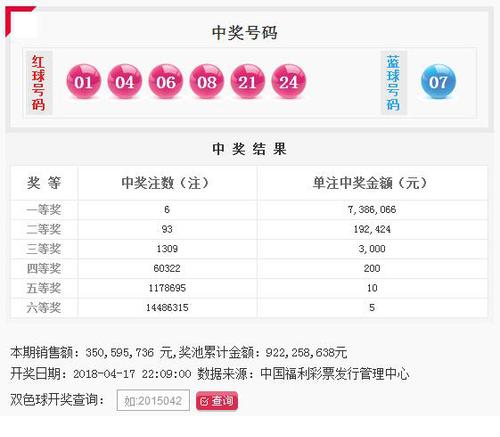 中奖号码
红球号码 01 04 06 08 21 24 蓝球号码 07
中 奖 结 果
奖 等 中奖注数（注） 单注中奖金额（元）
一等奖 6 7,386,066
二等奖 93 192,424
三等奖 1309 3,000
四等奖 60322 200
五等奖 1178695 10
六等奖 14486315 5
本期销售额：350,595,736 元,奖池累计金额：922,258,638元
开奖日期：2018-04-17 22:09:00 数据来源：中国福利彩票发行管理中心
双色球开奖查询： 如:2015042 查询